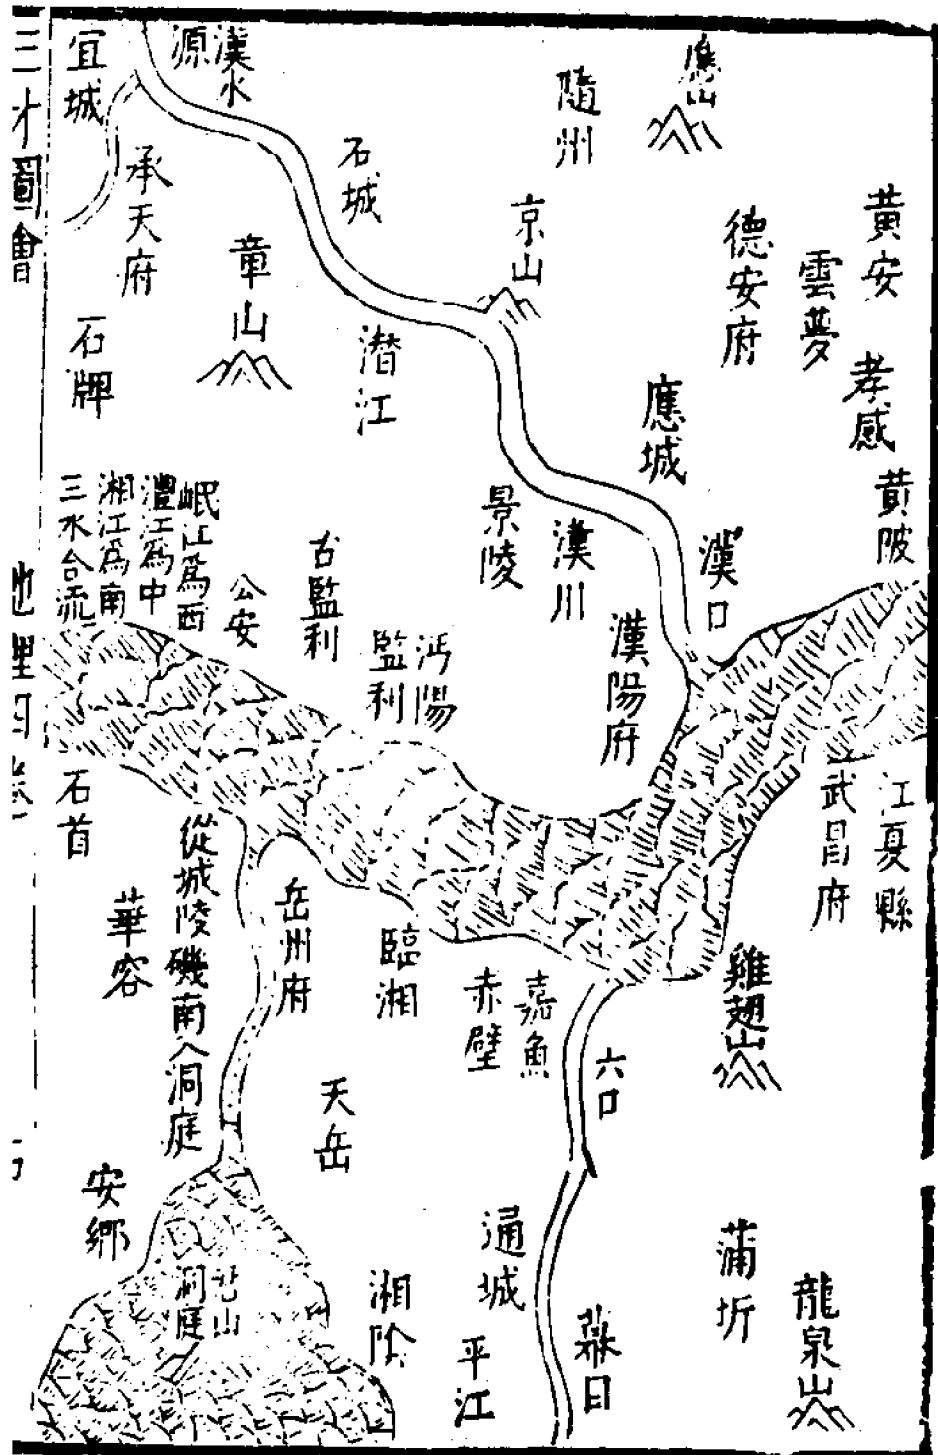 應山
隨州
漢水
源
宜城
三才圖會
石城
承天府
京山
德安府
黃安
雲夢
章山
石牌
潛江
孝感
應城
黃陂
漢口
漢川
景陵
岷江爲西
澧江爲中
湘江爲南
三水合流
公安
古監利
沔陽
監利
漢陽府
地理四卷
江夏縣
武昌府
石首
從城陵磯南入洞庭
岳州府
華容
臨湘
嘉魚
赤壁
雞翅山
六口
天岳
安鄉
通城
蒲圻
龍泉山
洞庭
湘陰
平江